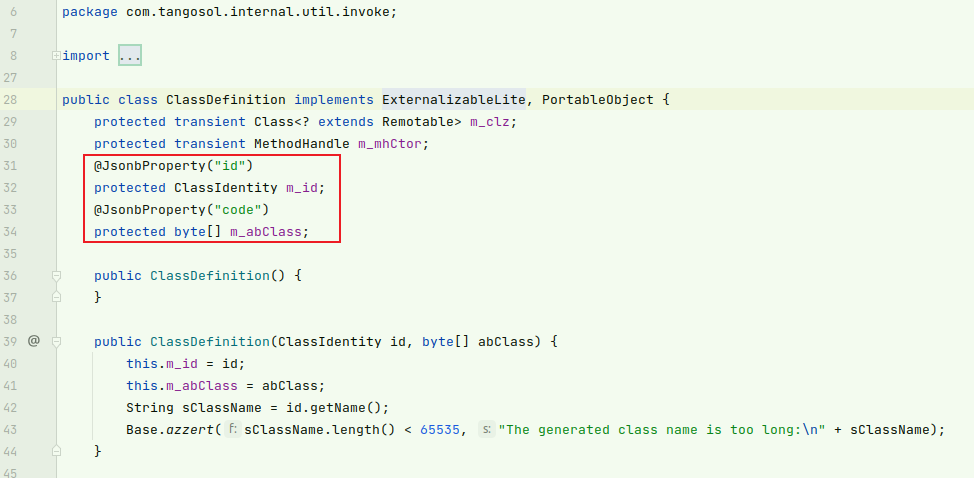 6 package com.tangosol.internal.util.invoke;
7
8 import ...
27
28 public class ClassDefinition implements ExternalizableLite, PortableObject {
29 protected transient Class<? extends Remotable> m_clz;
30 protected transient MethodHandle m_mhCtor;
31 @JsonbProperty("id")
32 protected ClassIdentity m_id;
33 @JsonbProperty("code")
34 protected byte[] m_abClass;
35
36 public ClassDefinition() {
37 }
38
39 @ public ClassDefinition(ClassIdentity id, byte[] abClass) {
40 this.m_id = id;
41 this.m_abClass = abClass;
42 String sClassName = id.getName();
43 Base.azzert( f: sClassName.length() < 65535, s: "The generated class name is too long:\n" + sClassName);
44 }
45